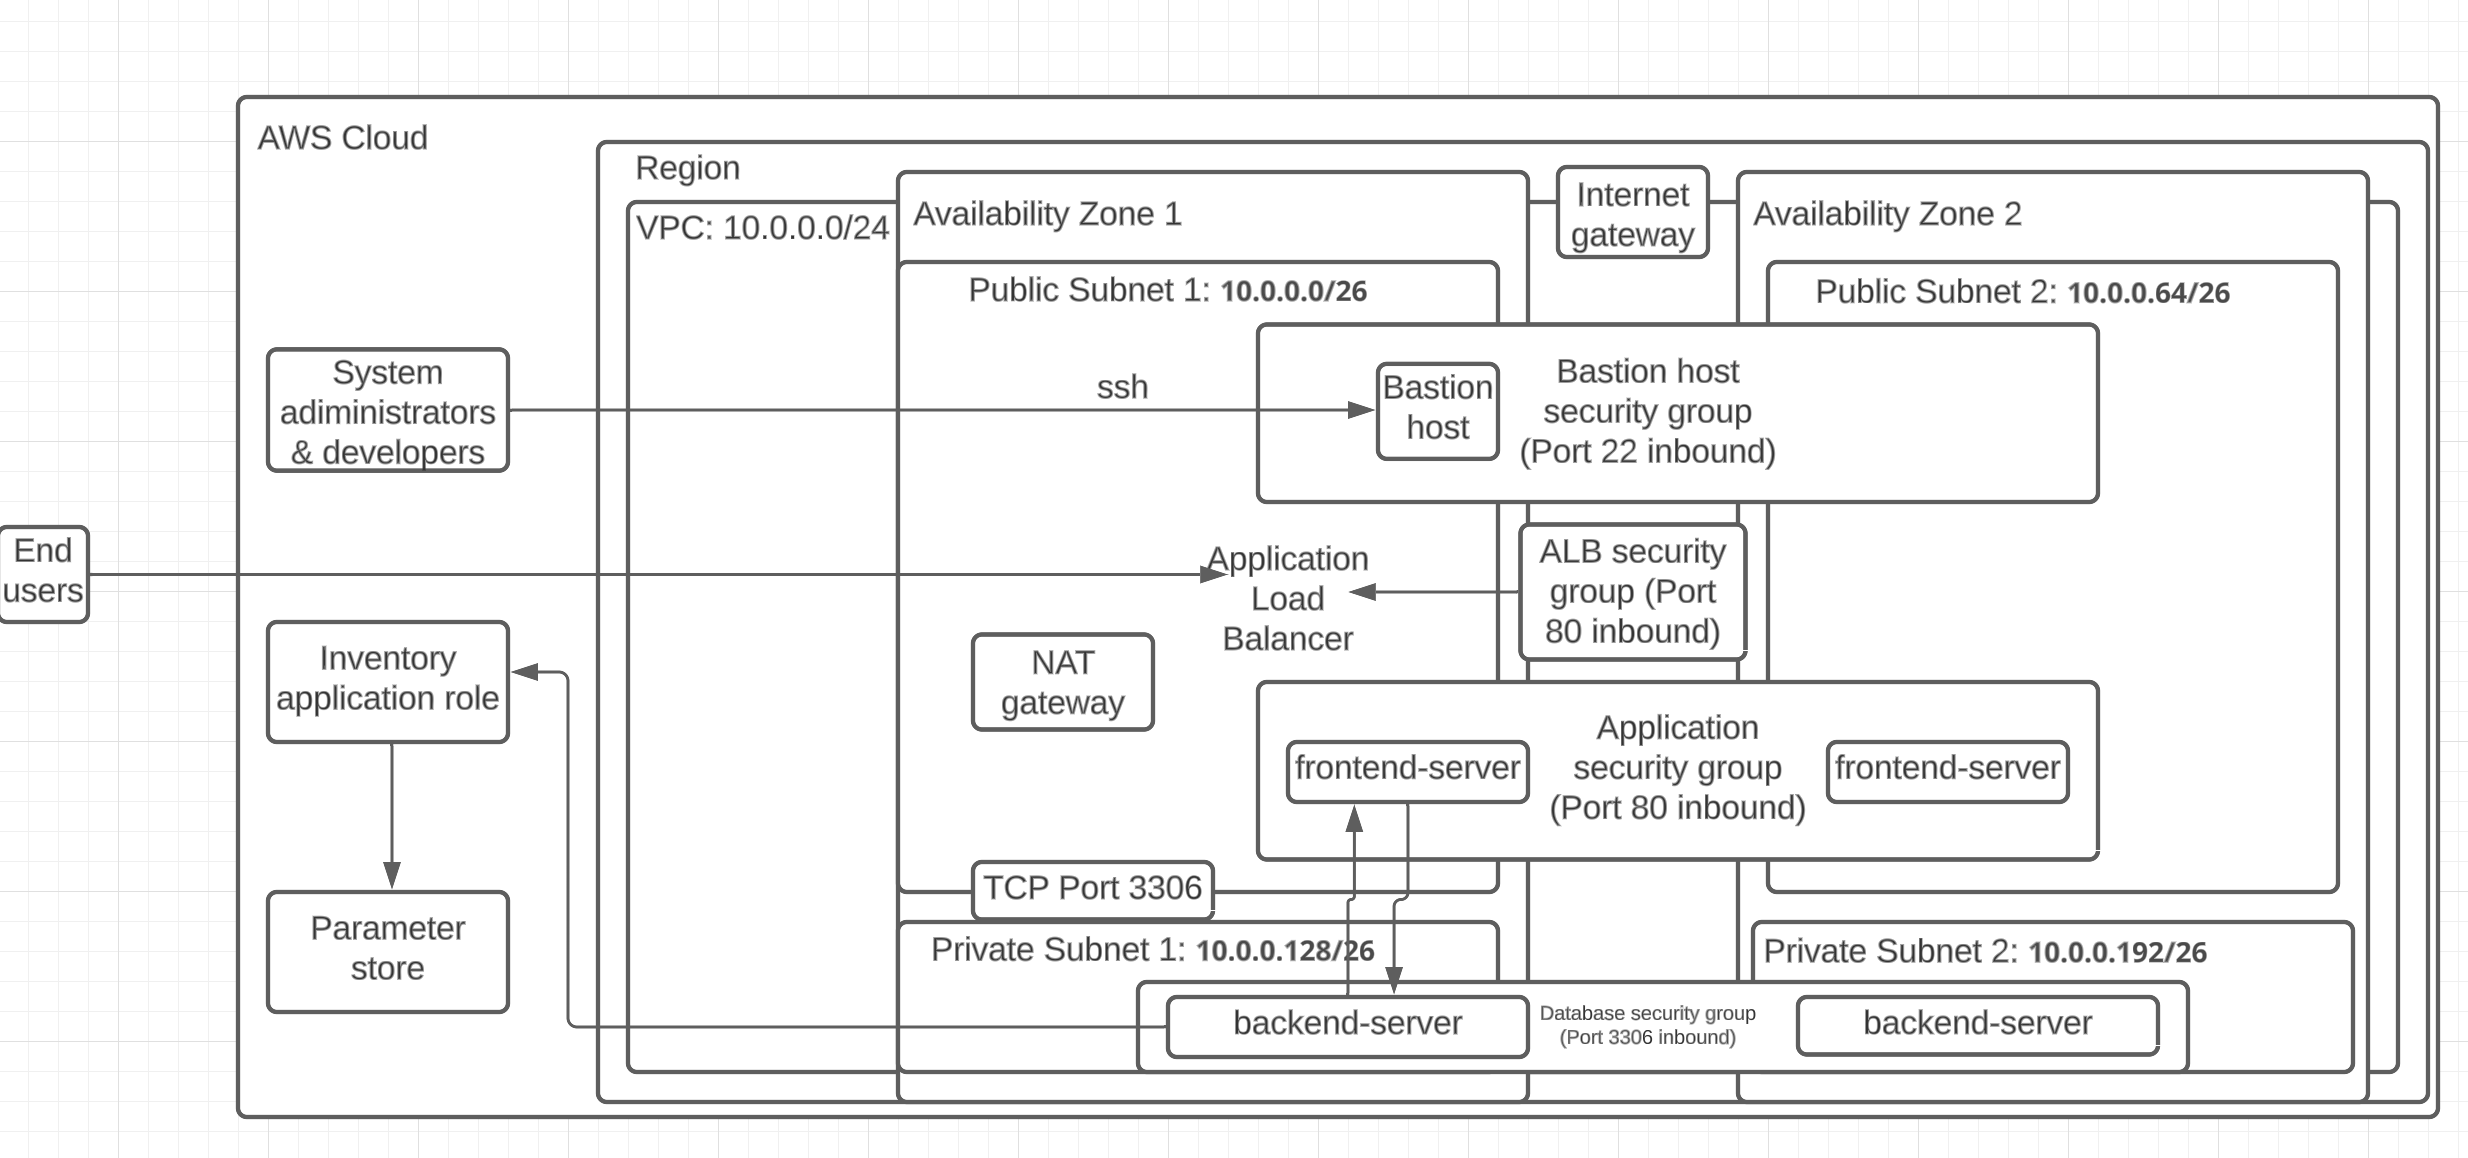 AWS Cloud
Region
VPC: 10.0.0.0/24
Availability Zone 1
Internet
gateway
Availability Zone 2
Public Subnet 1: 10.0.0.0/26
Public Subnet 2: 10.0.0.64/26
System
adiministrators
& developers
ssh
Bastion
host
Bastion host
security group
(Port 22 inbound)
End
users
Application
Load
Balancer
ALB security
group (Port
80 inbound)
Inventory
application role
NAT
gateway
frontend-server
Application
security group
(Port 80 inbound)
frontend-server
TCP Port 3306
Parameter
store
Private Subnet 1: 10.0.0.128/26
Private Subnet 2: 10.0.0.192/26
backend-server
Database security group
(Port 3306 inbound)
backend-server